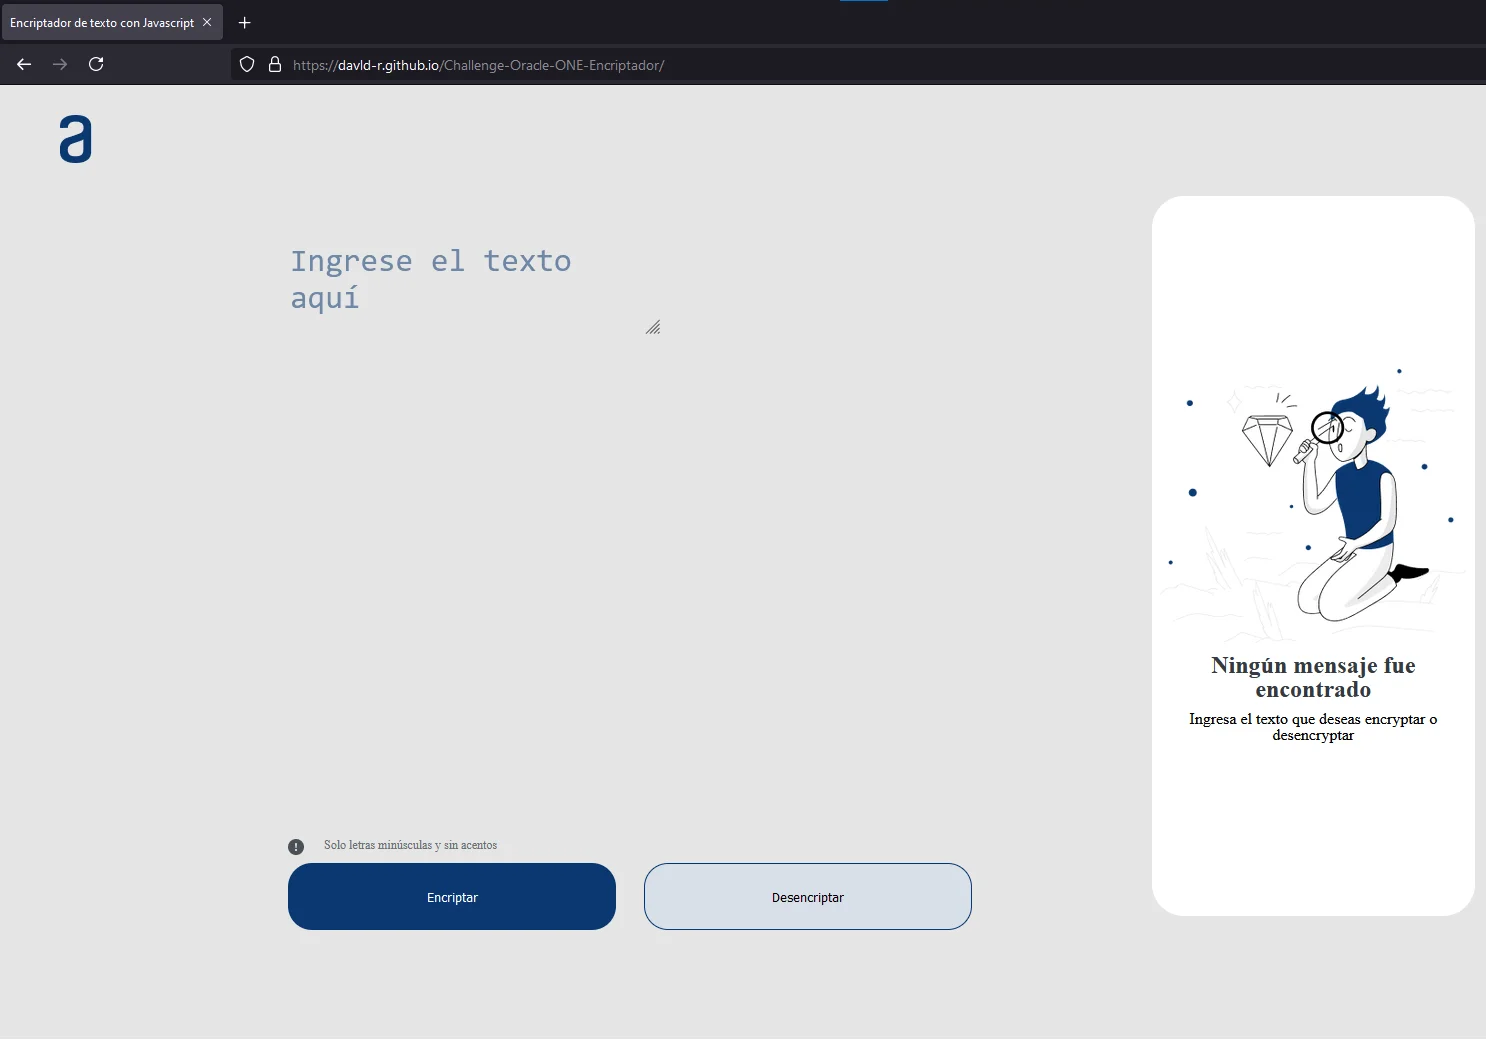 Encriptador de texto con Javascript
https://davld-r.github.io/Challenge-Oracle-ONE-Encriptador/
a
Ingrese el texto
aquí
Ningún mensaje fue
encontrado
Ingresa el texto que deseas encryptar o
desencryptar
Solo letras minúsculas y sin acentos
Encriptar
Desencriptar